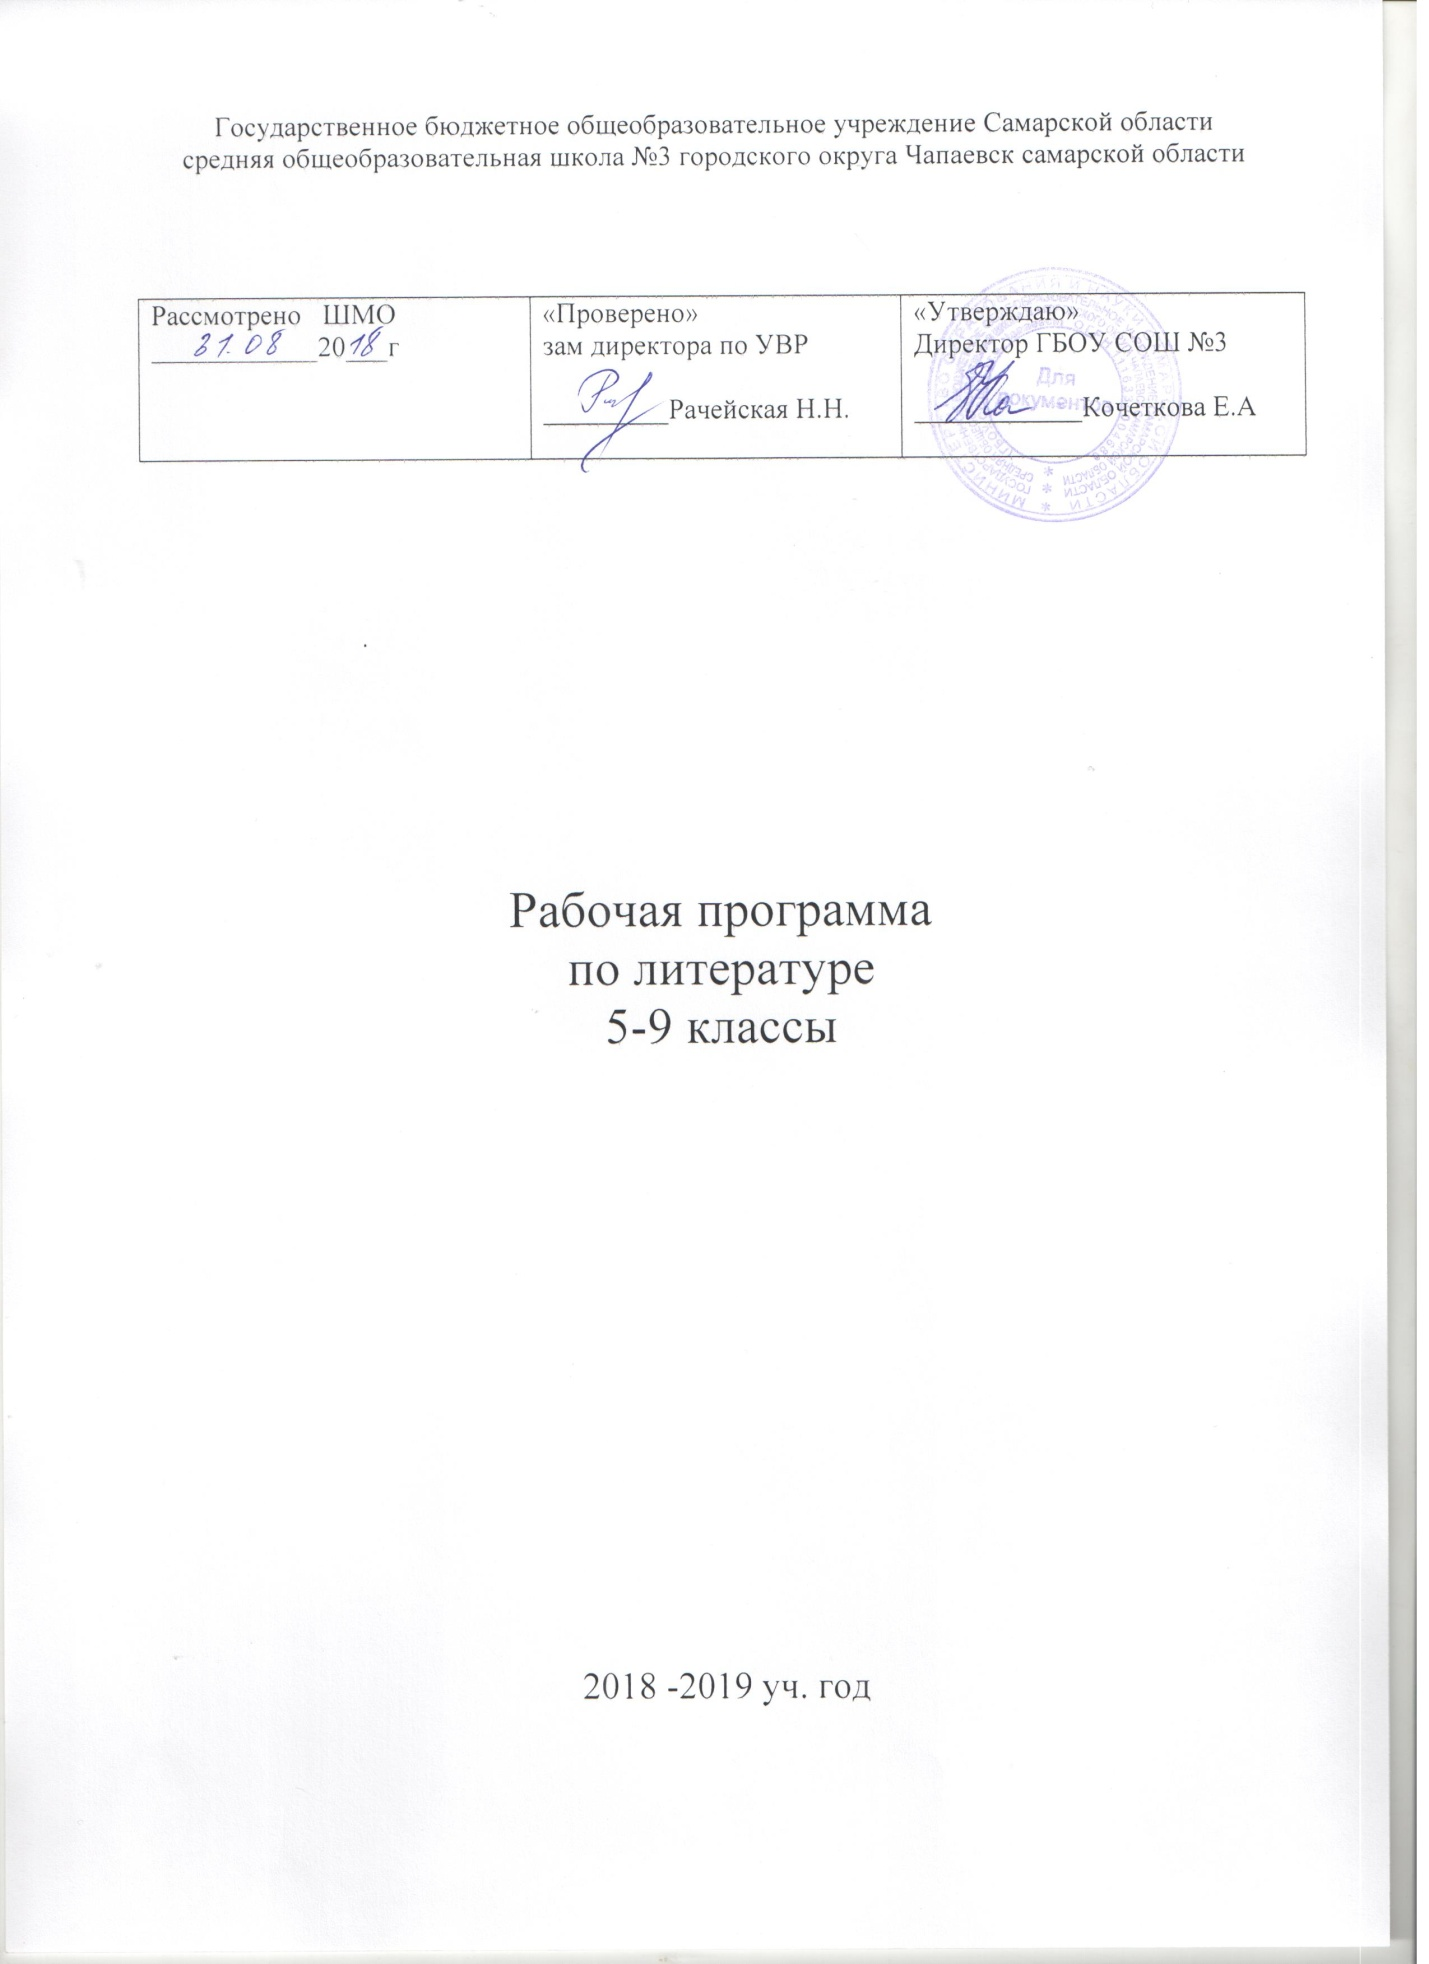 Государственное бюджетное общеобразовательное учреждение Самарской области
средняя общеобразовательная школа №3 городского округа Чапаевск самарской области
Рассмотрено ШМО
31.08 2018 г
«Проверено»
зам директора по УВР
Рачейская Н.Н.
«Утверждаю»
Директор ГБОУ СОШ №3
Кочеткова Е.А
Для
документов
Рабочая программа
по литературе
5-9 классы
2018 -2019 уч. год